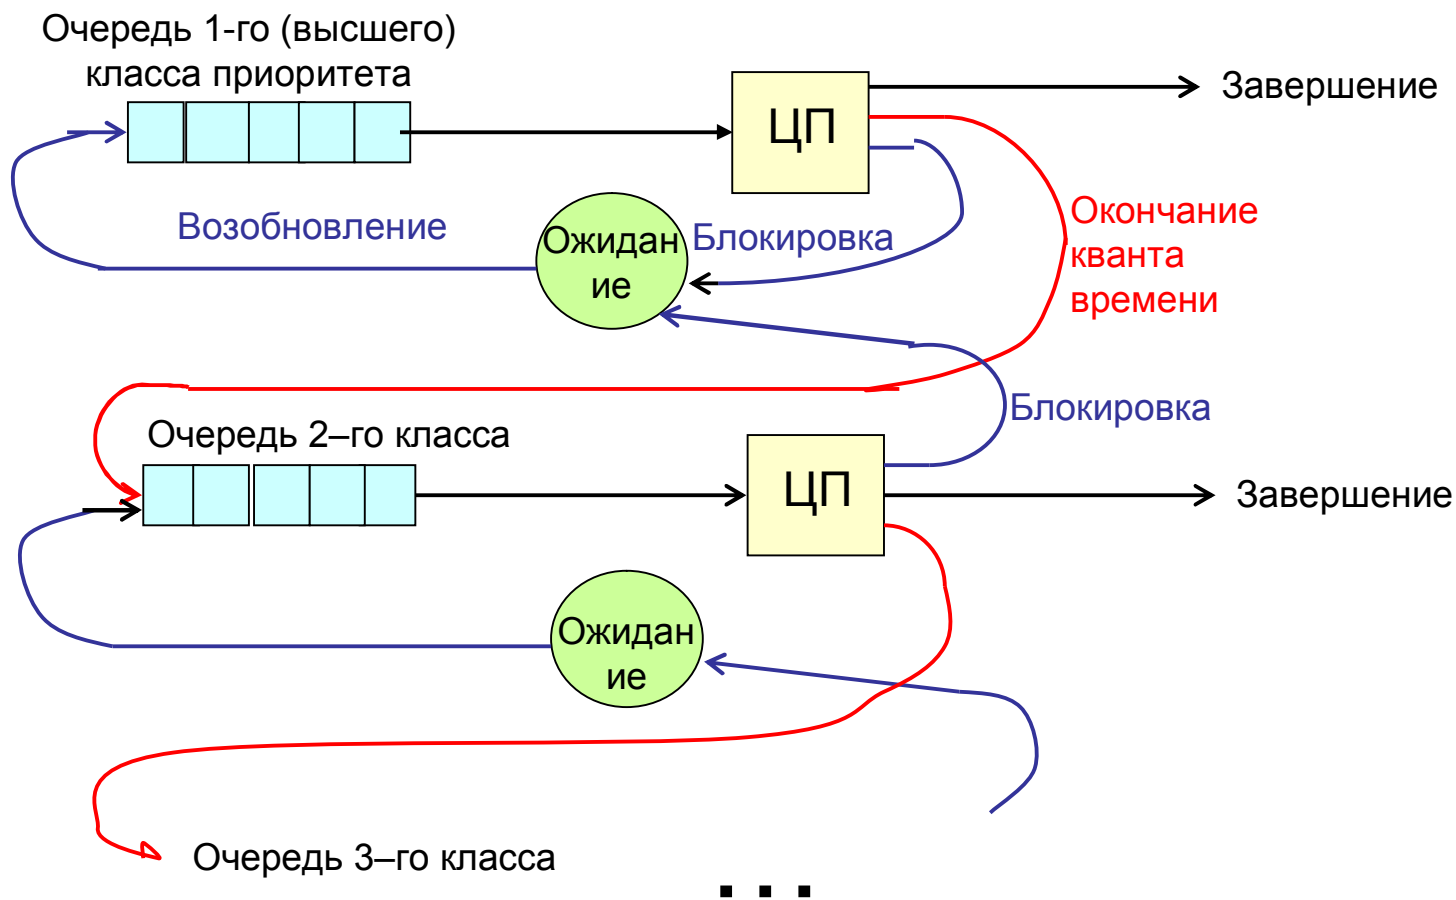 Очередь 1-го (высшего)
класса приоритета
ЦП
Завершение
Возобновление
Ожидан
ие
Блокировка
Окончание
кванта
времени
Блокировка
Очередь 2–го класса
ЦП
Завершение
Ожидан
ие
Очередь 3–го класса
...